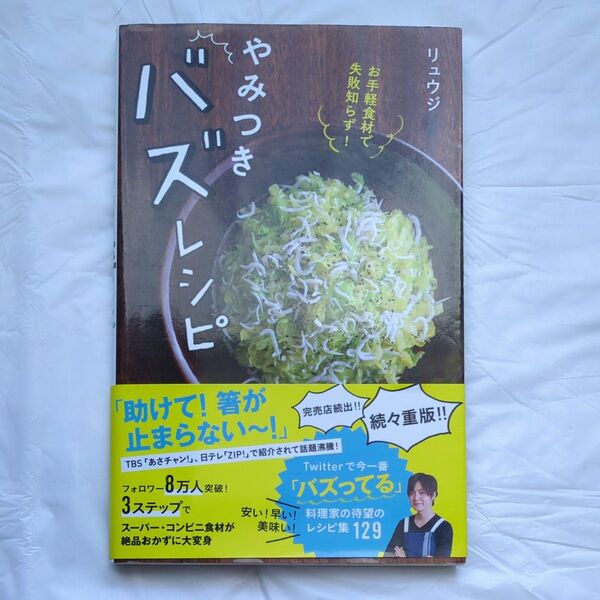 リュウジ
お手軽食材で
失敗知らず!
やみつき
バズレシピ
「助けて! 箸が
止まらない〜!」
完売店続出!!
続々重版!!
TBS「あさチャン!」、日テレ「ZIP!」で紹介されて話題沸騰!
フォロワー8万人突破!
3ステップで
スーパー・コンビニ食材が
絶品おかずに大変身
安い!早い!
美味い!
Twitterで今一番
「バズってる」
料理家の待望の
レシピ集129